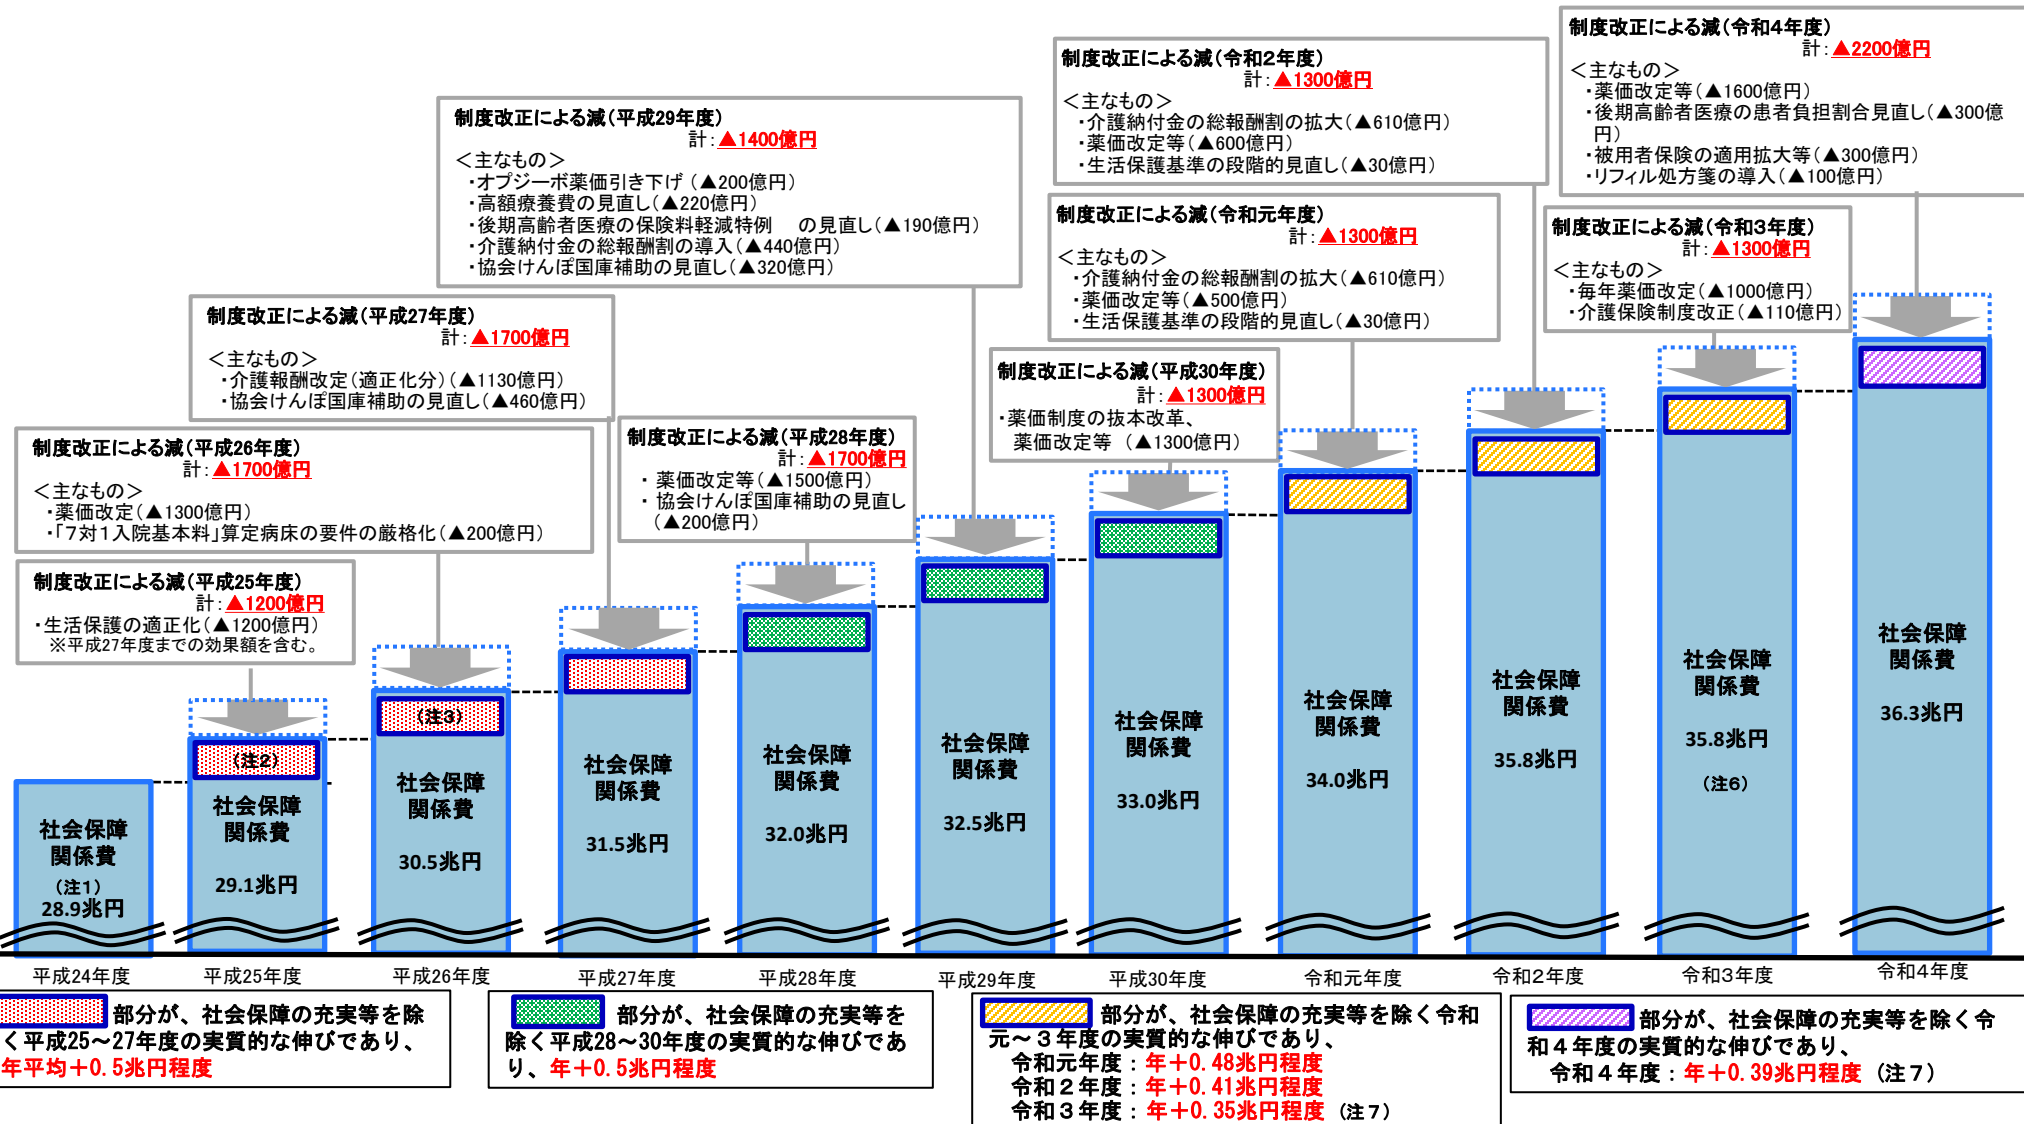 制度改正による減(平成25年度)
計:▲1200億円
・生活保護の適正化(▲1200億円)
※平成27年度までの効果額を含む。
制度改正による減(平成26年度)
計:▲1700億円
<主なもの>
・薬価改定(▲1300億円)
・「7対1入院基本料」算定病床の要件の厳格化(▲200億円)
制度改正による減(平成27年度)
計:▲1700億円
<主なもの>
・介護報酬改定(適正化分)(▲1130億円)
・協会けんぽ国庫補助の見直し(▲460億円)
制度改正による減(平成28年度)
計:▲1700億円
・ 薬価改定等(▲1500億円)
・ 協会けんぽ国庫補助の見直し
(▲200億円)
制度改正による減(平成29年度)
計:▲1400億円
<主なもの>
・オプジーボ薬価引き下げ (▲200億円)
・高額療養費の見直し(▲220億円)
・後期高齢者医療の保険料軽減特例 の見直し(▲190億円)
・介護納付金の総報酬割の導入(▲440億円)
・協会けんぽ国庫補助の見直し(▲320億円)
制度改正による減(平成30年度)
計:▲1300億円
・薬価制度の抜本改革、
薬価改定等 (▲1300億円)
制度改正による減(令和元年度)
計:▲1300億円
<主なもの>
・介護納付金の総報酬割の拡大(▲610億円)
・薬価改定等(▲500億円)
・生活保護基準の段階的見直し(▲30億円)
制度改正による減(令和2年度)
計:▲1300億円
<主なもの>
・介護納付金の総報酬割の拡大(▲610億円)
・薬価改定等(▲600億円)
・生活保護基準の段階的見直し(▲30億円)
制度改正による減(令和3年度)
計:▲1300億円
<主なもの>
・毎年薬価改定(▲1000億円)
・介護保険制度改正(▲110億円)
制度改正による減(令和4年度)
計:▲2200億円
<主なもの>
・薬価改定等(▲1600億円)
・後期高齢者医療の患者負担割合見直し(▲300億
円)
・被用者保険の適用拡大等(▲300億円)
・リフィル処方箋の導入(▲100億円)
社会保障
関係費
(注1)
28.9兆円
(注2)
社会保障
関係費
29.1兆円
(注3)
社会保障
関係費
30.5兆円
社会保障
関係費
31.5兆円
社会保障
関係費
32.0兆円
社会保障
関係費
32.5兆円
社会保障
関係費
33.0兆円
社会保障
関係費
34.0兆円
社会保障
関係費
35.8兆円
社会保障
関係費
35.8兆円
(注6)
社会保障
関係費
36.3兆円
平成24年度
平成25年度
平成26年度
平成27年度
平成28年度
平成29年度
平成30年度
令和元年度
令和2年度
令和3年度
令和4年度
部分が、社会保障の充実等を除
く平成25~27年度の実質的な伸びであり、
年平均+0.5兆円程度
部分が、社会保障の充実等を
除く平成28~30年度の実質的な伸びであ
り、年+0.5兆円程度
部分が、社会保障の充実等を除く令和
元~3年度の実質的な伸びであり、
令和元年度:年+0.48兆円程度
令和2年度:年+0.41兆円程度
令和3年度:年+0.35兆円程度(注7)
部分が、社会保障の充実等を除く令
和4年度の実質的な伸びであり、
令和4年度:年+0.39兆円程度(注7)